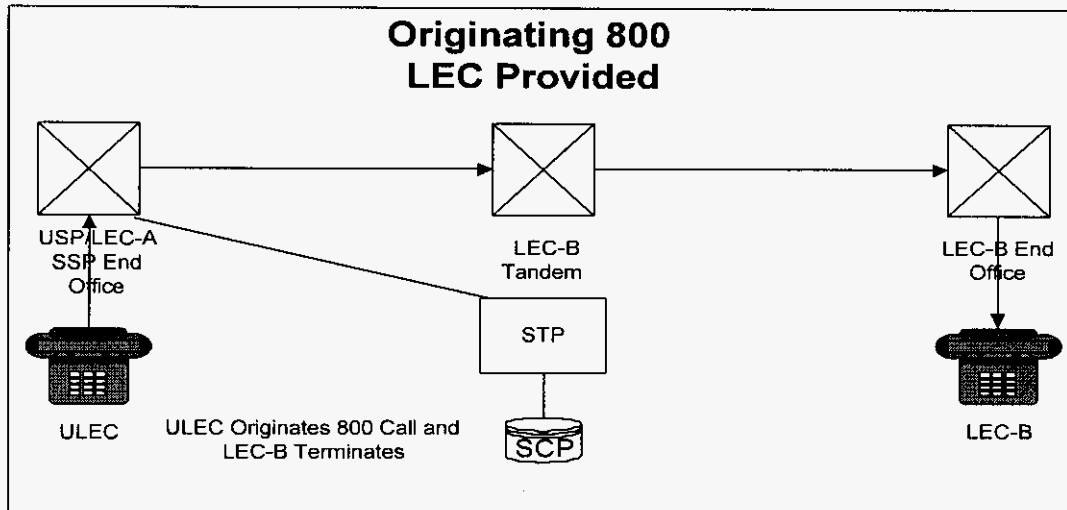 Originating 800
LEC Provided
USP/LEC-A
SSP End
Office
LEC-B
Tandem
LEC-B End
Office
STP
ULEC
ULEC Originates 800 Call and
LEC-B Terminates
SCP
LEC-B